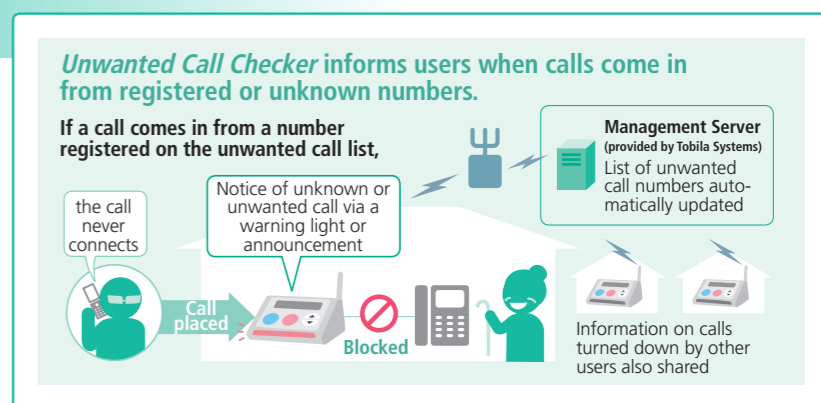 Unwanted Call Checker informs users when calls come in
from registered or unknown numbers.
If a call comes in from a number
registered on the unwanted call list,
the call
never
connects
Notice of unknown or
unwanted call via a
warning light or
announcement
Management Server
(provided by Tobila Systems)
List of unwanted
call numbers auto-
matically updated
Call
placed
Blocked
Information on calls
turned down by other
users also shared